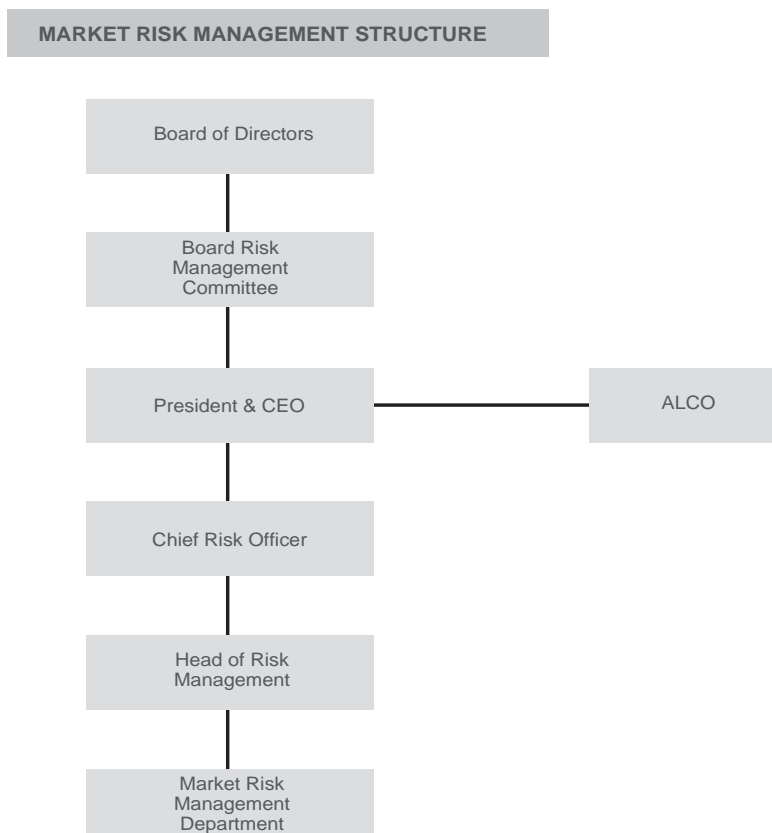 MARKET RISK MANAGEMENT STRUCTURE
Board of Directors
Board Risk
Management
Committee
President & CEO
ALCO
Chief Risk Officer
Head of Risk
Management
Market Risk
Management
Department